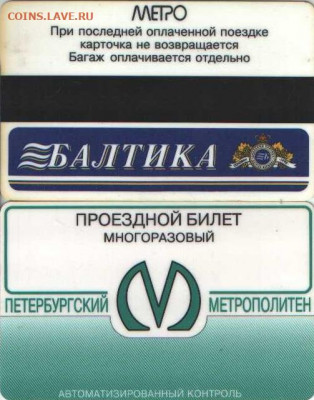 COINS.LAVE.RU
МЕТРО
При последней оплаченной поездке
карточка не возвращается
Багаж оплачивается отдельно
БАЛТИКА
ПРОЕЗДНОЙ БИЛЕТ
МНОГОРАЗОВЫЙ
ПЕТЕРБУРГСКИЙ М МЕТРОПОЛИТЕН
АВТОМАТИЗИРОВАННЫЙ КОНТРОЛЬ